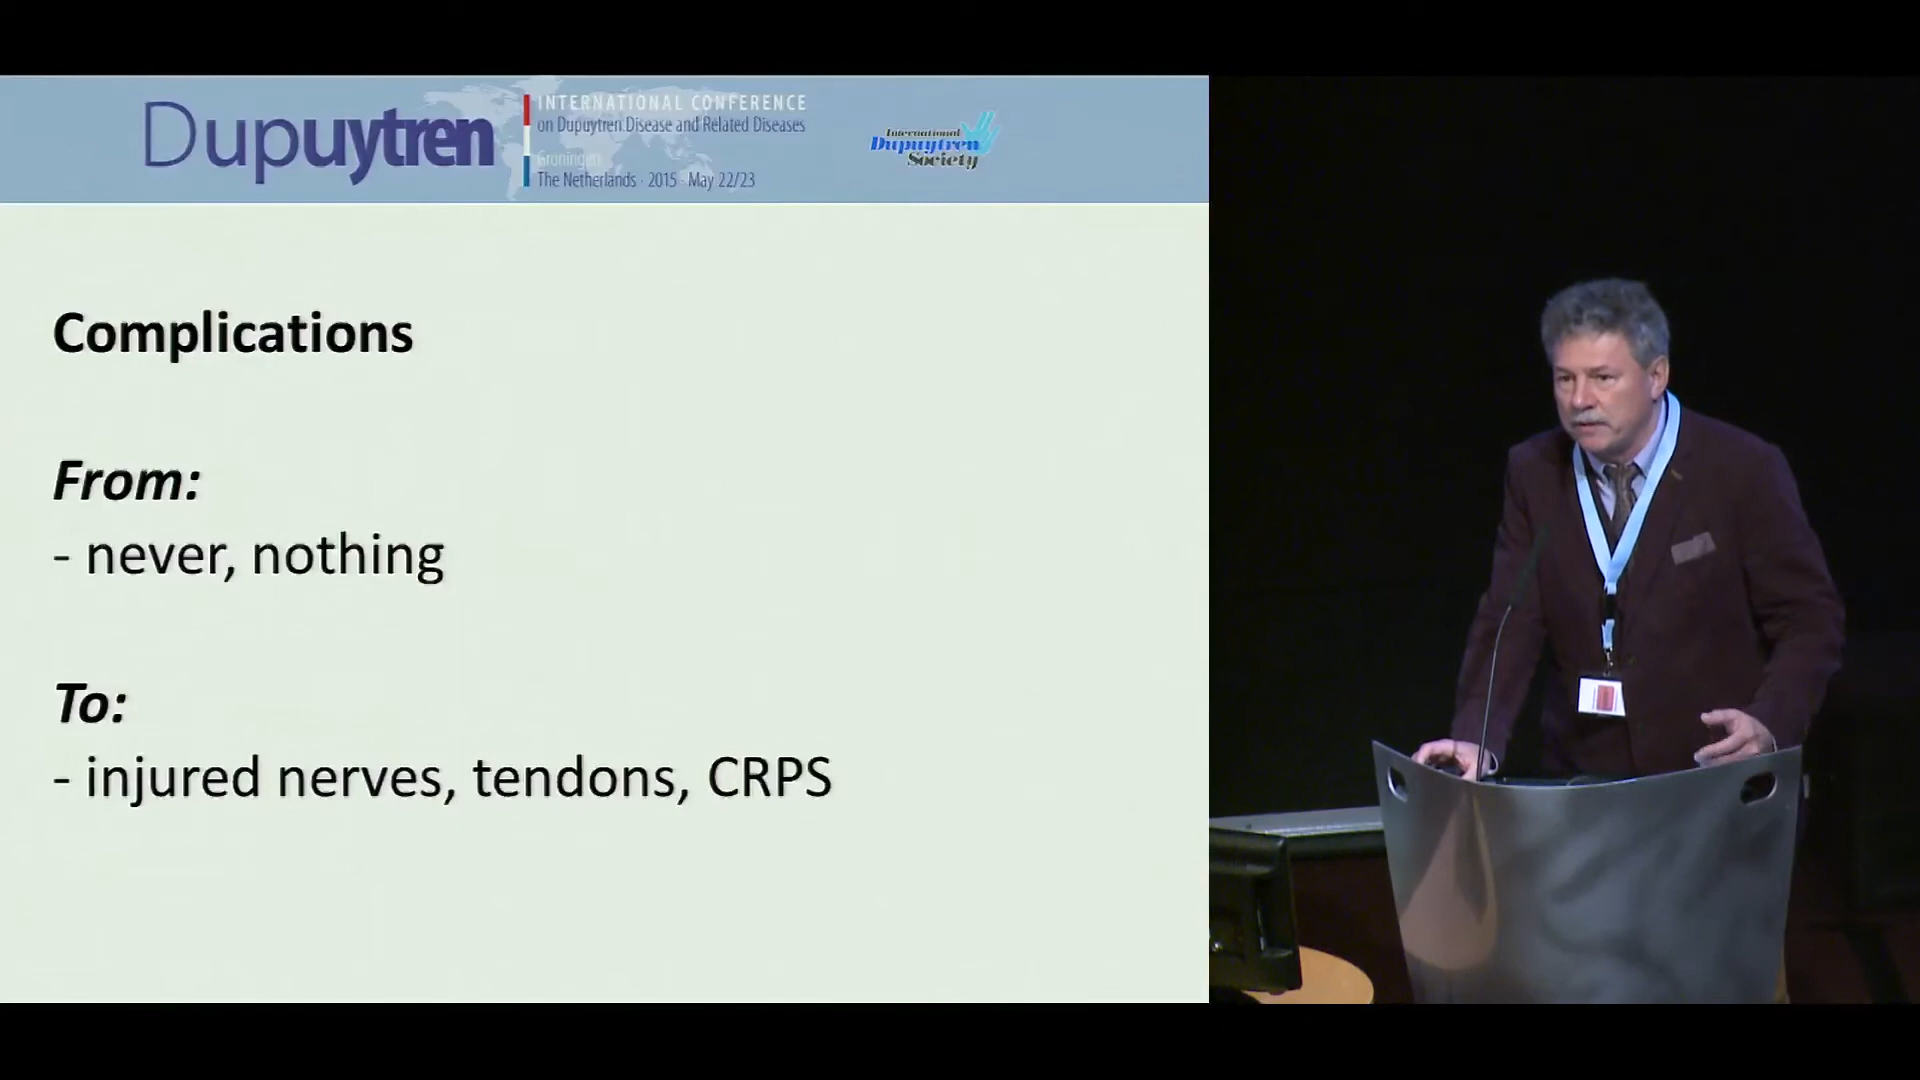 Dupuytren
INTERNATIONAL CONFERENCE
on Dupuytren Disease and Related Diseases
Groningen
The Netherlands · 2015 · May 22/23
International
Dupuytren
Society
Complications
From:
- never, nothing
To:
- injured nerves, tendons, CRPS